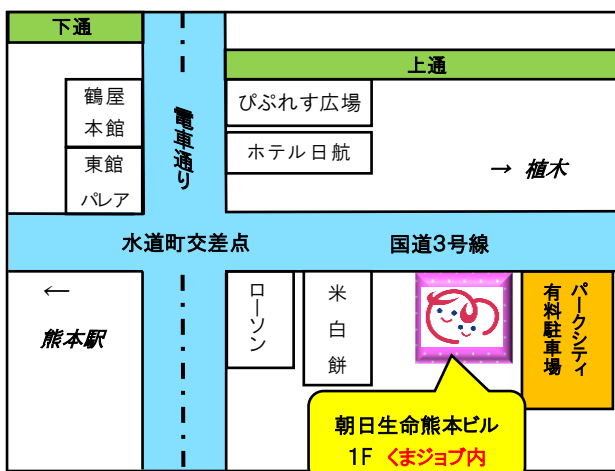 下通
上通
鶴屋
本館
東館
パレア
電車通り
ぴぷれす広場
ホテル日航
→ 植木
水道町交差点
国道3号線
←
熊本駅
ローソン
米白餅
パークシティ
有料駐車場
朝日生命熊本ビル
1F くまジョブ内